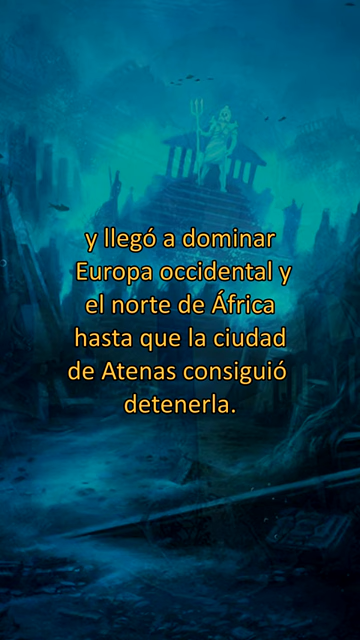 y llegó a dominar
Europa occidental y
el norte de África
hasta que la ciudad
de Atenas consiguió
detenerla.